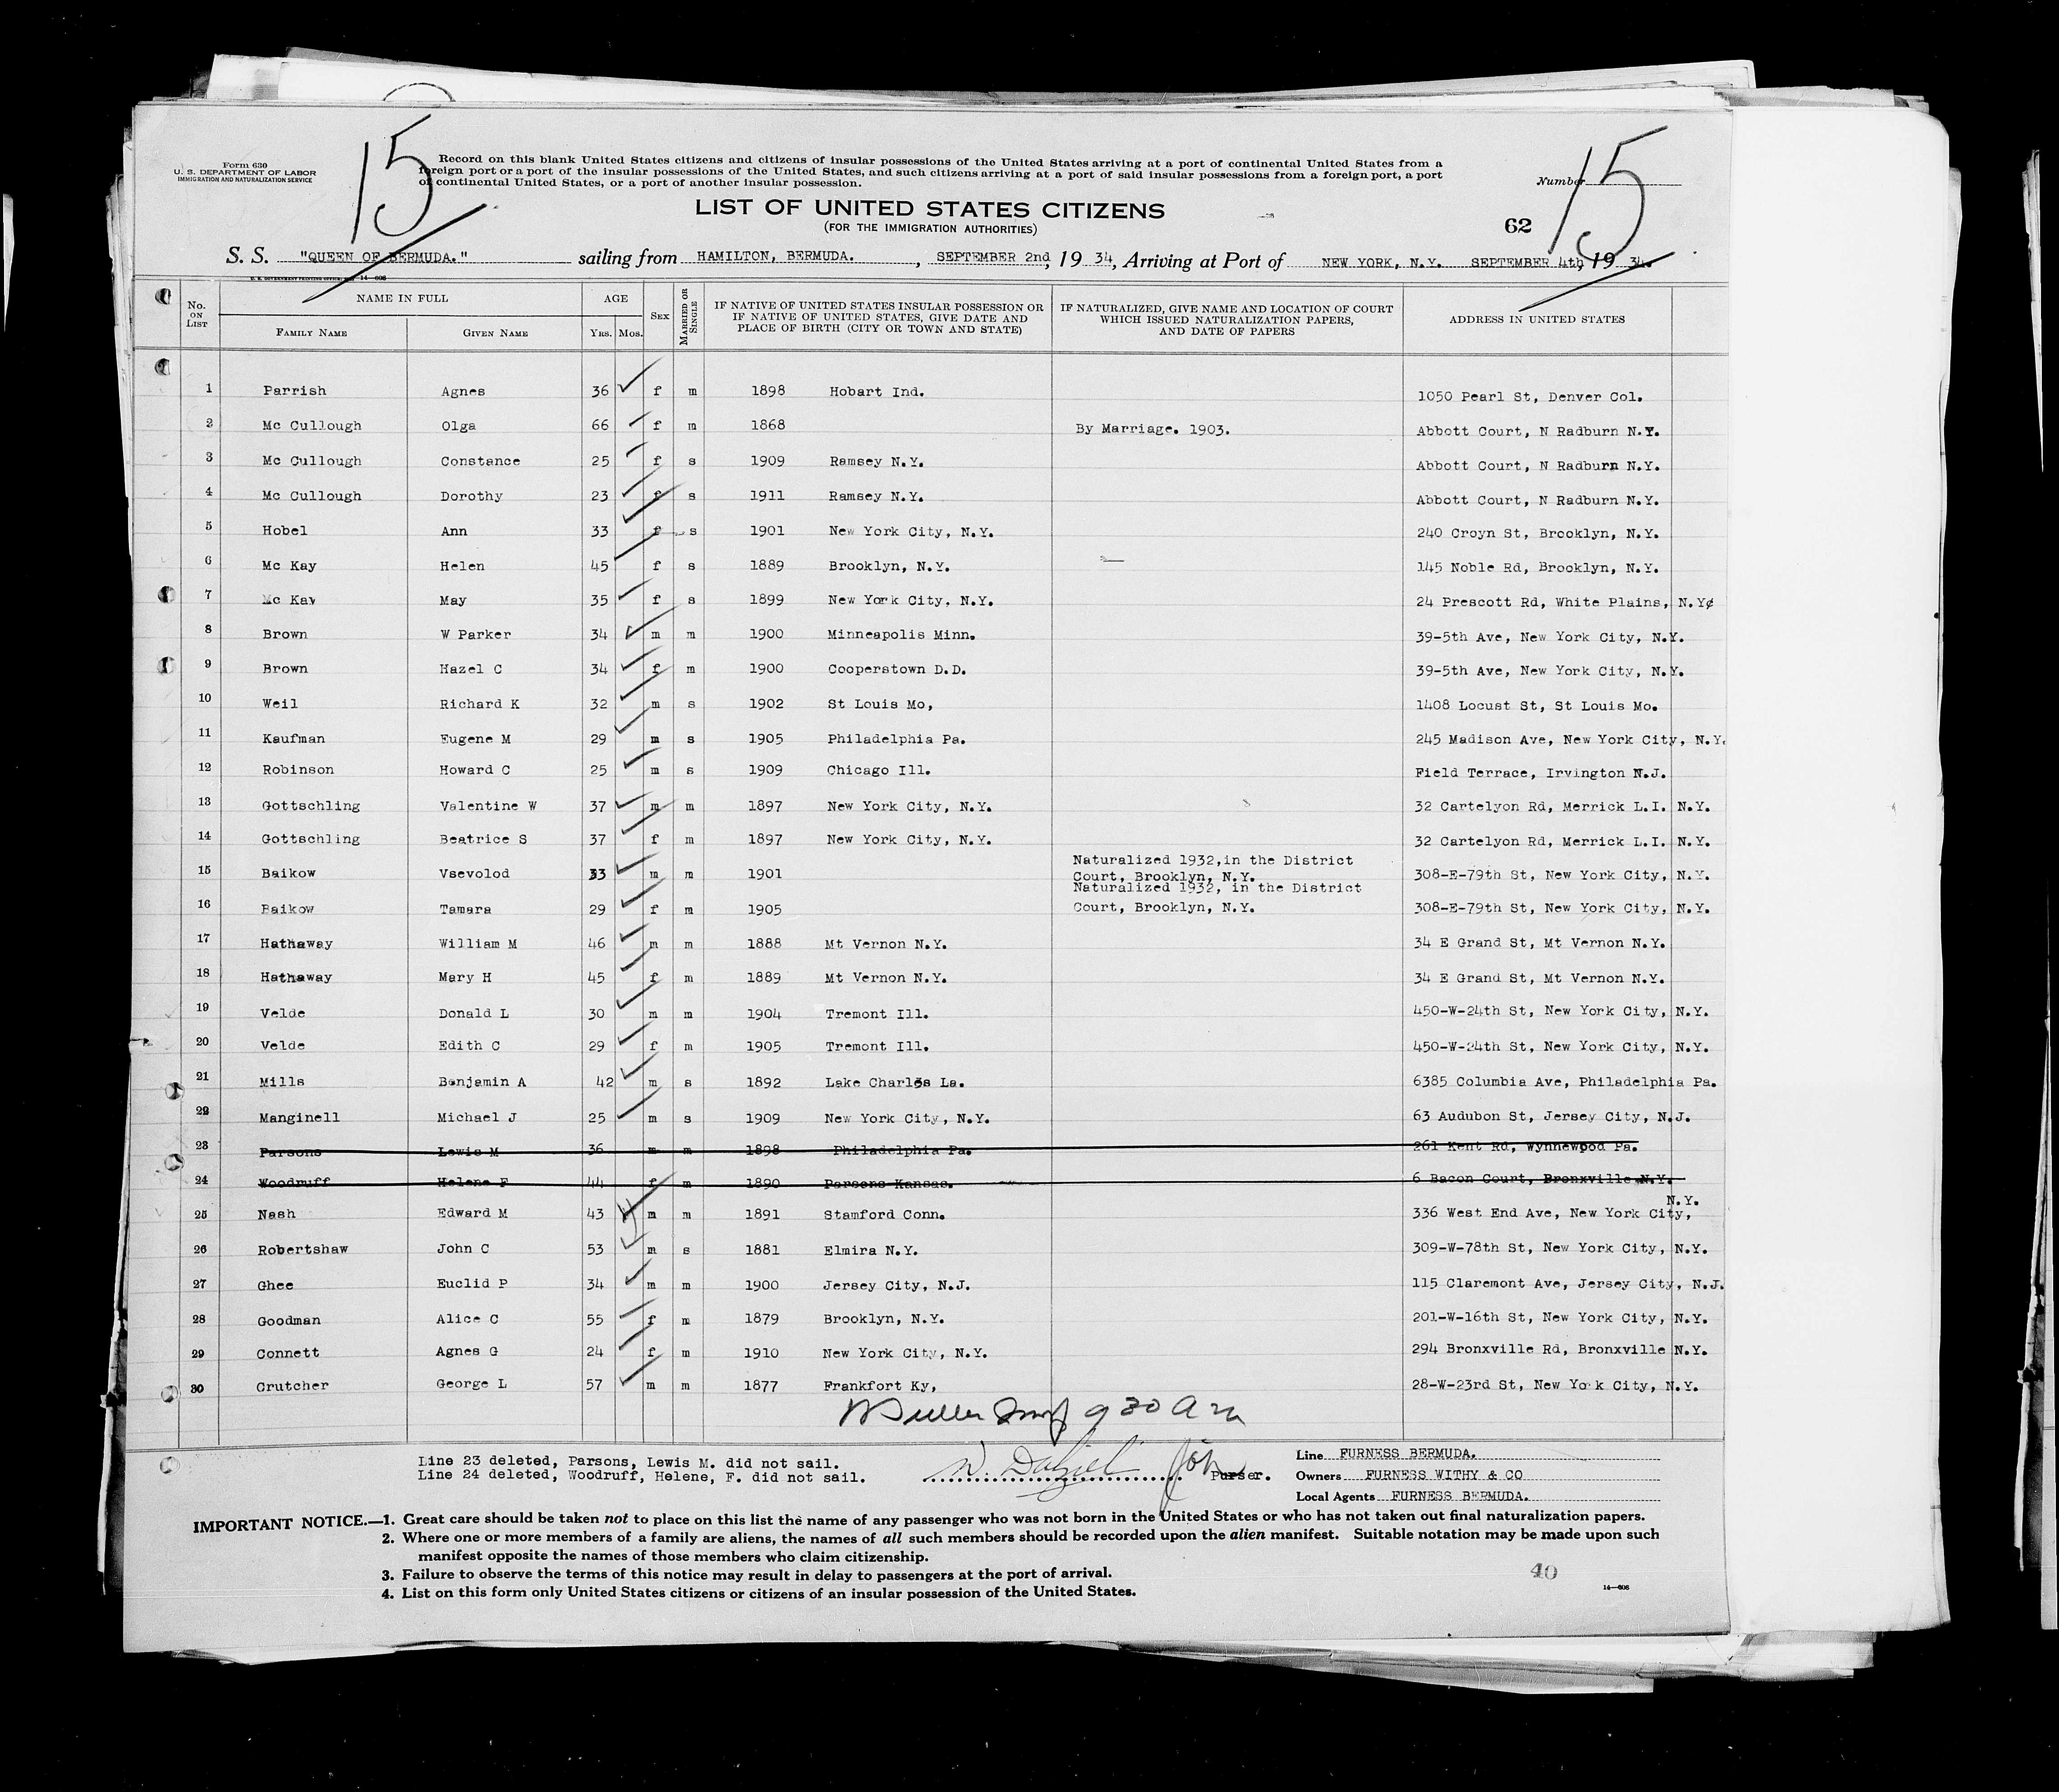 15
15
Form 630
U. S. DEPARTMENT OF LABOR
IMMIGRATION AND NATURALIZATION SERVICE
Record on this blank United States citizens and citizens of insular possessions of the United States arriving at a port of continental United States from a
foreign port or a port of the insular possessions of the United States, and such citizens arriving at a port of said insular possessions from a foreign port, a port
of continental United States, or a port of another insular possession.
Number
LIST OF UNITED STATES CITIZENS
(FOR THE IMMIGRATION AUTHORITIES)
62
S. S. "QUEEN OF BERMUDA." sailing from HAMILTON, BERMUDA. , SEPTEMBER 2nd, 19 34, Arriving at Port of NEW YORK, N.Y. SEPTEMBER 4th, 19 34.
No. ON LIST NAME IN FULL FAMILY NAME GIVEN NAME AGE YRS. MOS. SEX MARRIED OR SINGLE IF NATIVE OF UNITED STATES INSULAR POSSESSION OR IF NATIVE OF UNITED STATES, GIVE DATE AND PLACE OF BIRTH (CITY OR TOWN AND STATE) IF NATURALIZED, GIVE NAME AND LOCATION OF COURT WHICH ISSUED NATURALIZATION PAPERS, AND DATE OF PAPERS ADDRESS IN UNITED STATES
1 Parrish Agnes 36 f m 1898 Hobart Ind. 1050 Pearl St, Denver Col.
2 Mc Cullough Olga 66 f m 1868 By Marriage. 1903. Abbott Court, N Radburn N.Y.
3 Mc Cullough Constance 25 f s 1909 Ramsey N.Y. Abbott Court, N Radburn N.Y.
4 Mc Cullough Dorothy 23 f s 1911 Ramsey N.Y. Abbott Court, N Radburn N.Y.
5 Hobel Ann 33 f s 1901 New York City, N.Y. 240 Croyn St, Brooklyn, N.Y.
6 Mc Kay Helen 45 f s 1889 Brooklyn, N.Y. 145 Noble Rd, Brooklyn, N.Y.
7 Mc Kay May 35 f s 1899 New York City, N.Y. 24 Prescott Rd, White Plains, N.Y
8 Brown W Parker 34 m m 1900 Minneapolis Minn. 39-5th Ave, New York City, N.Y.
9 Brown Hazel C 34 f m 1900 Cooperstown D.D. 39-5th Ave, New York City, N.Y.
10 Weil Richard K 32 m s 1902 St Louis Mo, 1408 Locust St, St Louis Mo.
11 Kaufman Eugene M 29 m s 1905 Philadelphia Pa. 245 Madison Ave, New York City, N.Y.
12 Robinson Howard C 25 m s 1909 Chicago Ill. Field Terrace, Irvington N.J.
13 Gottschling Valentine W 37 m m 1897 New York City, N.Y. 32 Cartelyon Rd, Merrick L.I. N.Y.
14 Gottschling Beatrice S 37 f m 1897 New York City, N.Y. 32 Cartelyon Rd, Merrick L.I. N.Y.
15 Baikow Vsevolod 33 m m 1901 Naturalized 1932,in the District Court, Brooklyn, N.Y. 308-E-79th St, New York City, N.Y.
16 Baikow Tamara 29 f m 1905 Naturalized 1932, in the District Court, Brooklyn, N.Y. 308-E-79th St, New York City, N.Y.
17 Hathaway William M 46 m m 1888 Mt Vernon N.Y. 34 E Grand St, Mt Vernon N.Y.
18 Hathaway Mary H 45 f m 1889 Mt Vernon N.Y. 34 E Grand St, Mt Vernon N.Y.
19 Velde Donald L 30 m m 1904 Tremont Ill. 450-W-24th St, New York City, N.Y.
20 Velde Edith C 29 f m 1905 Tremont Ill. 450-W-24th St, New York City, N.Y.
21 Mills Benjamin A 42 m s 1892 Lake Charles La. 6385 Columbia Ave, Philadelphia Pa.
22 Manginell Michael J 25 m s 1909 New York City, N.Y. 63 Audubon St, Jersey City, N.J.
23 Parsons Lewis M 36 m m 1898 Philadelphia Pa. 261 Kent Rd, Wynnewood Pa.
24 Woodruff Helene F 44 f m 1890 Parsons Kansas. 6 Bacon Court, Bronxville N.Y.
25 Nash Edward M 43 m m 1891 Stamford Conn. 336 West End Ave, New York City, N.Y.
26 Robertshaw John C 53 m s 1881 Elmira N.Y. 309-W-78th St, New York City, N.Y.
27 Ghee Euclid P 34 m m 1900 Jersey City, N.J. 115 Claremont Ave, Jersey City, N.J.
28 Goodman Alice C 55 f m 1879 Brooklyn, N.Y. 201-W-16th St, New York City, N.Y.
29 Connett Agnes G 24 f m 1910 New York City, N.Y. 294 Bronxville Rd, Bronxville N.Y.
30 Crutcher George L 57 m m 1877 Frankfort Ky, 28-W-23rd St, New York City, N.Y.
9 30 A m
Line 23 deleted, Parsons, Lewis M. did not sail.
Line 24 deleted, Woodruff, Helene, F. did not sail.
Purser.
Line FURNESS BERMUDA.
Owners FURNESS WITHY & CO
Local Agents FURNESS BERMUDA.
IMPORTANT NOTICE.—1. Great care should be taken not to place on this list the name of any passenger who was not born in the United States or who has not taken out final naturalization papers.
2. Where one or more members of a family are aliens, the names of all such members should be recorded upon the alien manifest. Suitable notation may be made upon such
manifest opposite the names of those members who claim citizenship.
3. Failure to observe the terms of this notice may result in delay to passengers at the port of arrival.
4. List on this form only United States citizens or citizens of an insular possession of the United States.
40
14—608